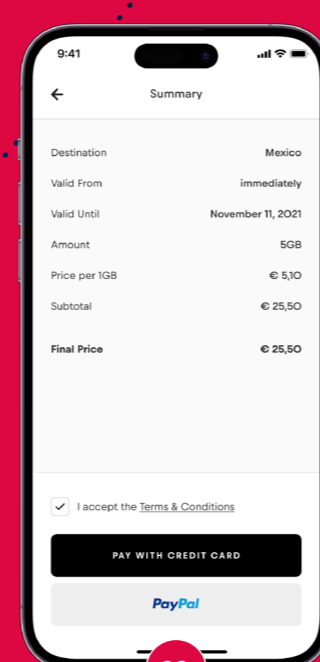 9:41
Summary
Destination Mexico
Valid From immediately
Valid Until November 11, 2021
Amount 5GB
Price per 1GB € 5,10
Subtotal € 25,50
Final Price € 25,50
I accept the Terms & Conditions
PAY WITH CREDIT CARD
PayPal